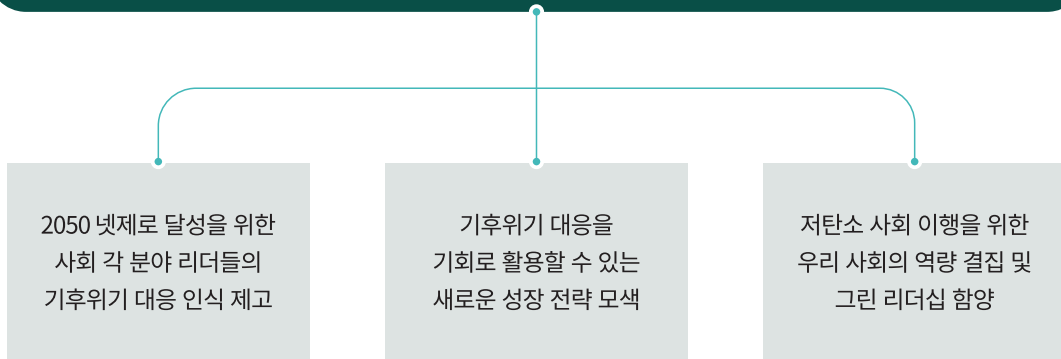 2050 넷제로 달성을 위한
사회 각 분야 리더들의
기후위기 대응 인식 제고
기후위기 대응을
기회로 활용할 수 있는
새로운 성장 전략 모색
저탄소 사회 이행을 위한
우리 사회의 역량 결집 및
그린 리더십 함양